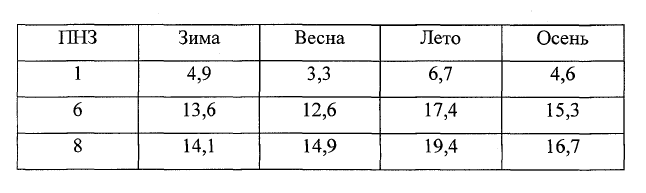 ПНЗ Зима Весна Лето Осень
1 4,9 3,3 6,7 4,6
6 13,6 12,6 17,4 15,3
8 14,1 14,9 19,4 16,7